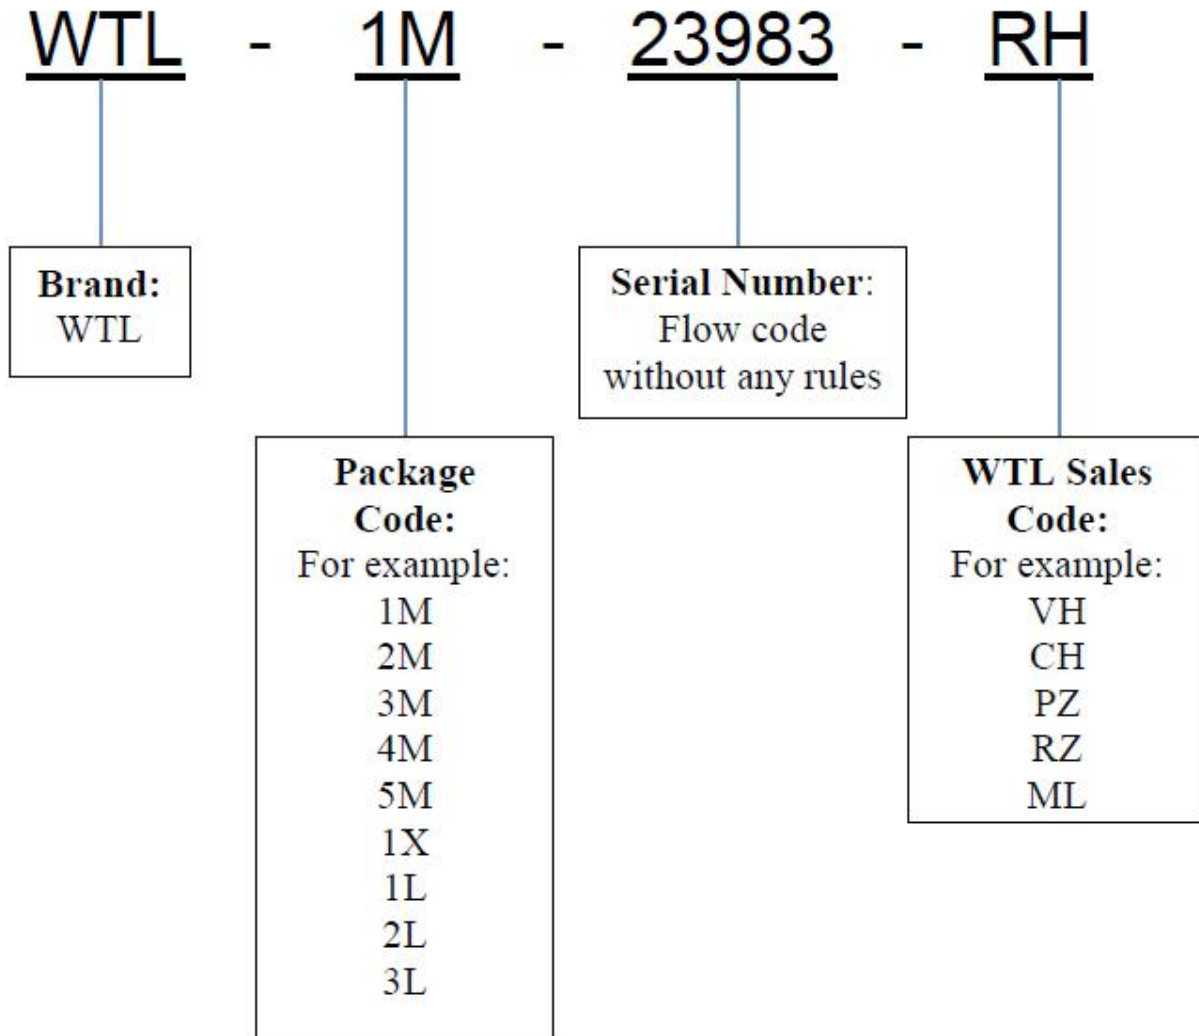 WTL - 1M - 23983 - RH
Brand:
WTL
Serial Number:
Flow code
without any rules
Package
Code:
For example:
1M
2M
3M
4M
5M
1X
1L
2L
3L
WTL Sales
Code:
For example:
VH
CH
PZ
RZ
ML